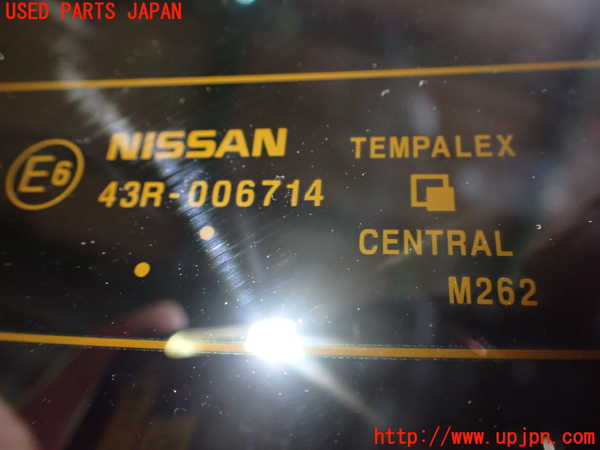 USED PARTS JAPAN
NISSAN
E6
43R-006714
TEMPALEX
CENTRAL
M262
http://www.upjpn.com